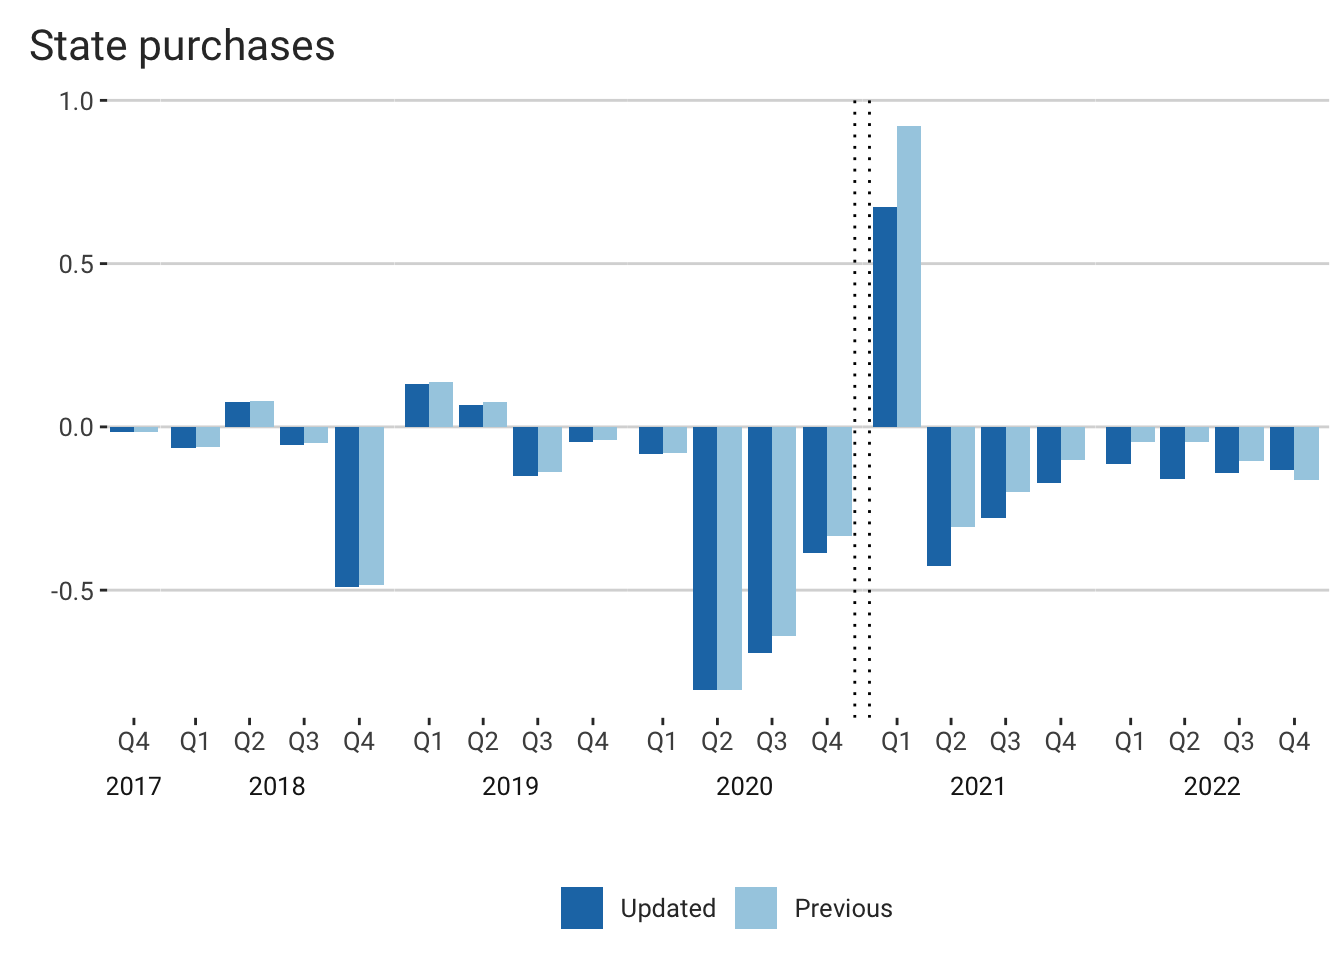 State purchases
1.0
0.5
0.0
-0.5
Q4 Q1 Q2 Q3 Q4 Q1 Q2 Q3 Q4 Q1 Q2 Q3 Q4 Q1 Q2 Q3 Q4 Q1 Q2 Q3 Q4
2017 2018 2019 2020 2021 2022
Updated Previous